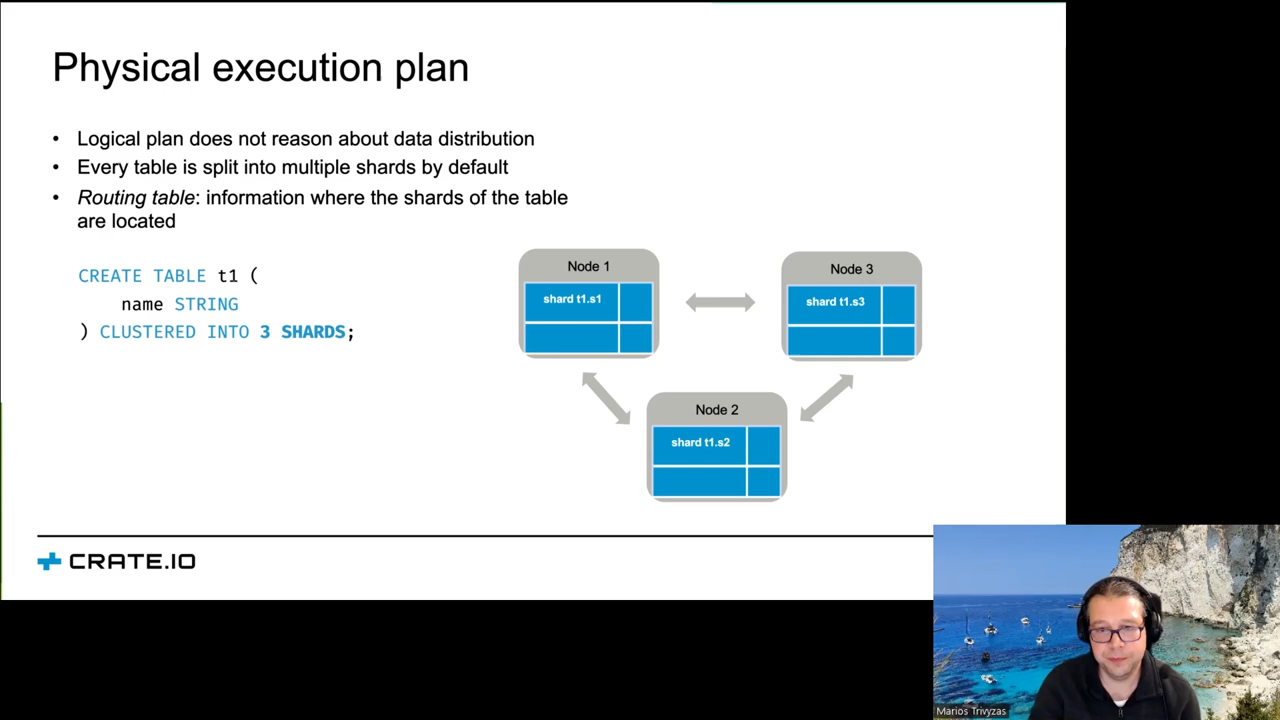 Physical execution plan
• Logical plan does not reason about data distribution
• Every table is split into multiple shards by default
• Routing table: information where the shards of the table
are located
CREATE TABLE t1 (
name STRING
) CLUSTERED INTO 3 SHARDS;
Node 1
shard t1.s1
Node 3
shard t1.s3
Node 2
shard t1.s2
CRATE.IO
Marios Trivyzas